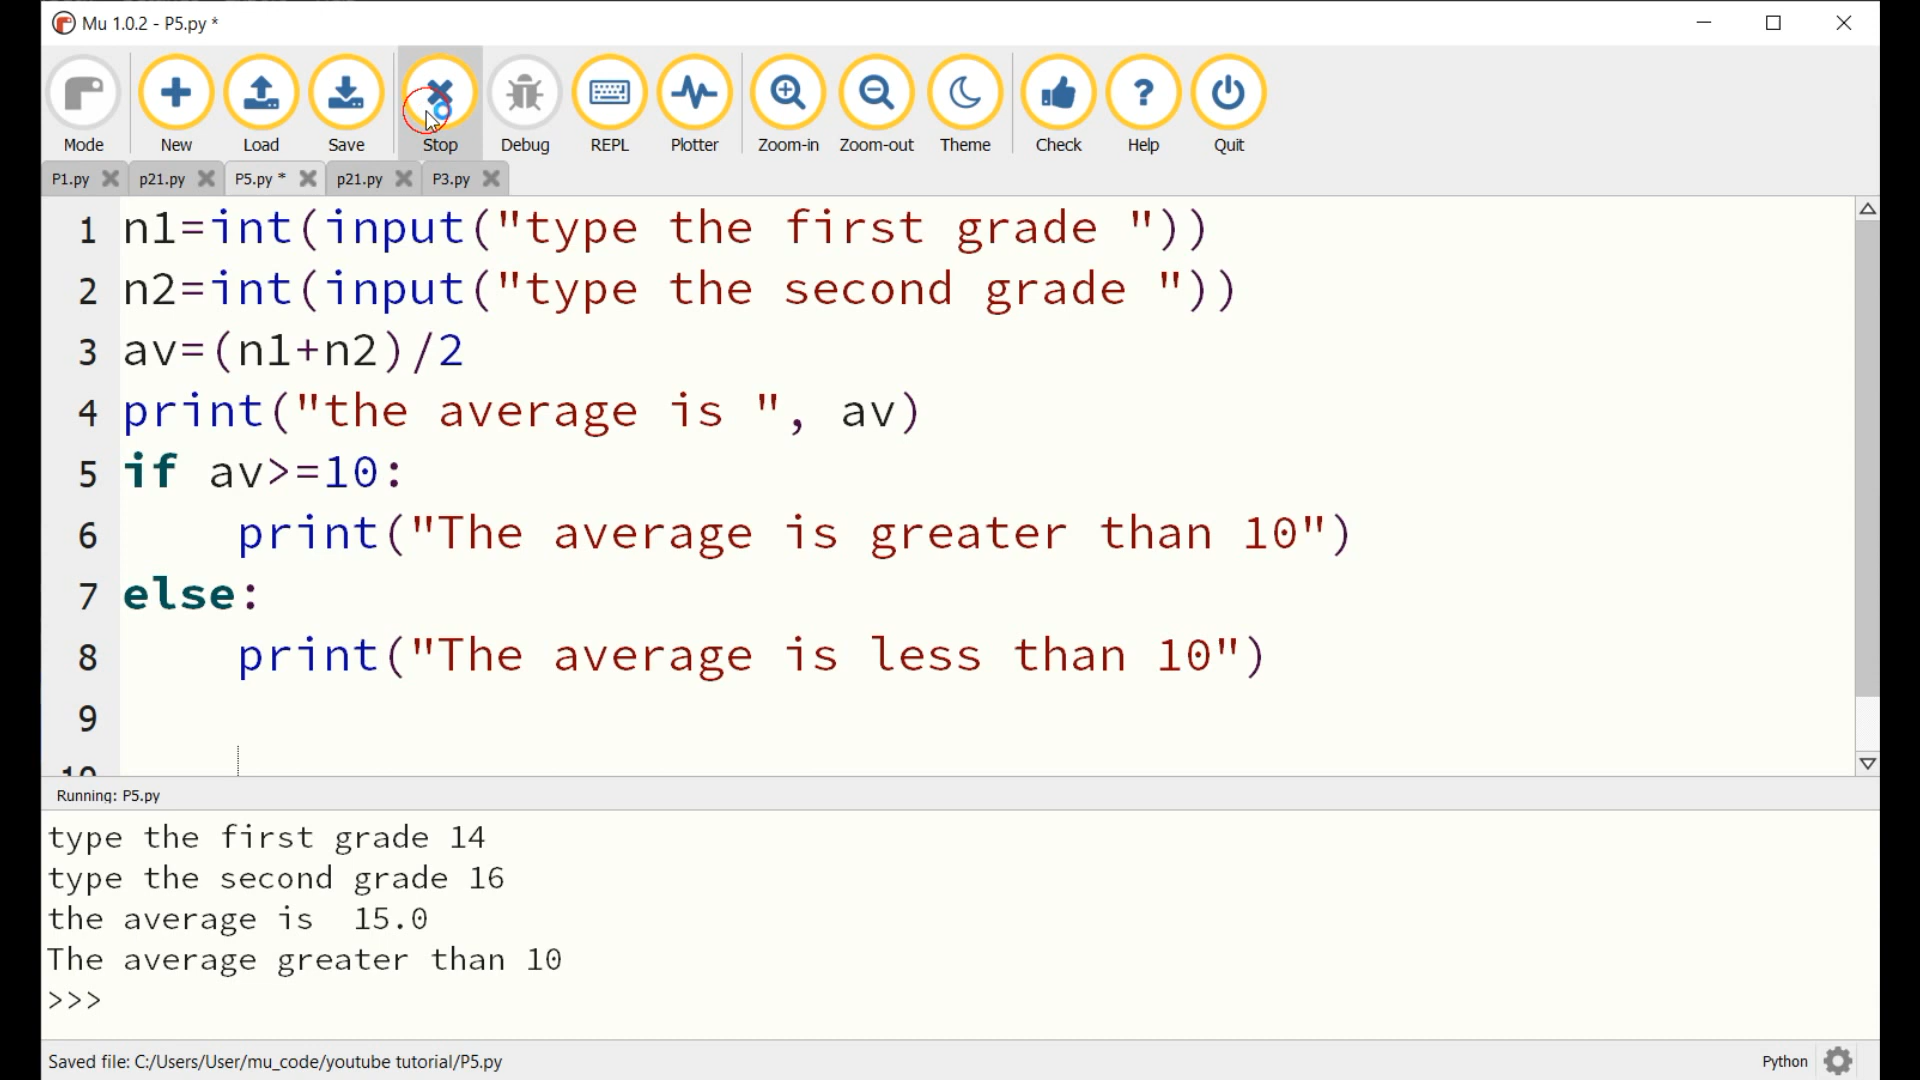 Mu 1.0.2 - P5.py *
Mode New Load Save Stop Debug REPL Plotter Zoom-in Zoom-out Theme Check Help Quit
P1.py p21.py P5.py * p21.py P3.py
1 n1=int(input("type the first grade "))
2 n2=int(input("type the second grade "))
3 av=(n1+n2)/2
4 print("the average is ", av)
5 if av>=10:
6     print("The average is greater than 10")
7 else:
8     print("The average is less than 10")
9
10
Running: P5.py
type the first grade 14
type the second grade 16
the average is  15.0
The average greater than 10
>>>
Saved file: C:/Users/User/mu_code/youtube tutorial/P5.py Python